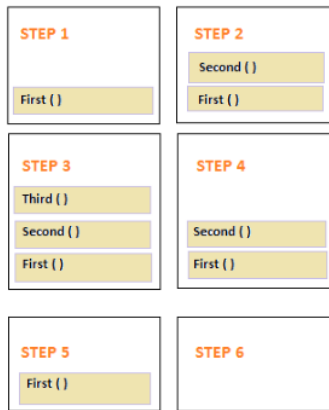 STEP 1
First ( )
STEP 2
Second ( )
First ( )
STEP 3
Third ( )
Second ( )
First ( )
STEP 4
Second ( )
First ( )
STEP 5
First ( )
STEP 6